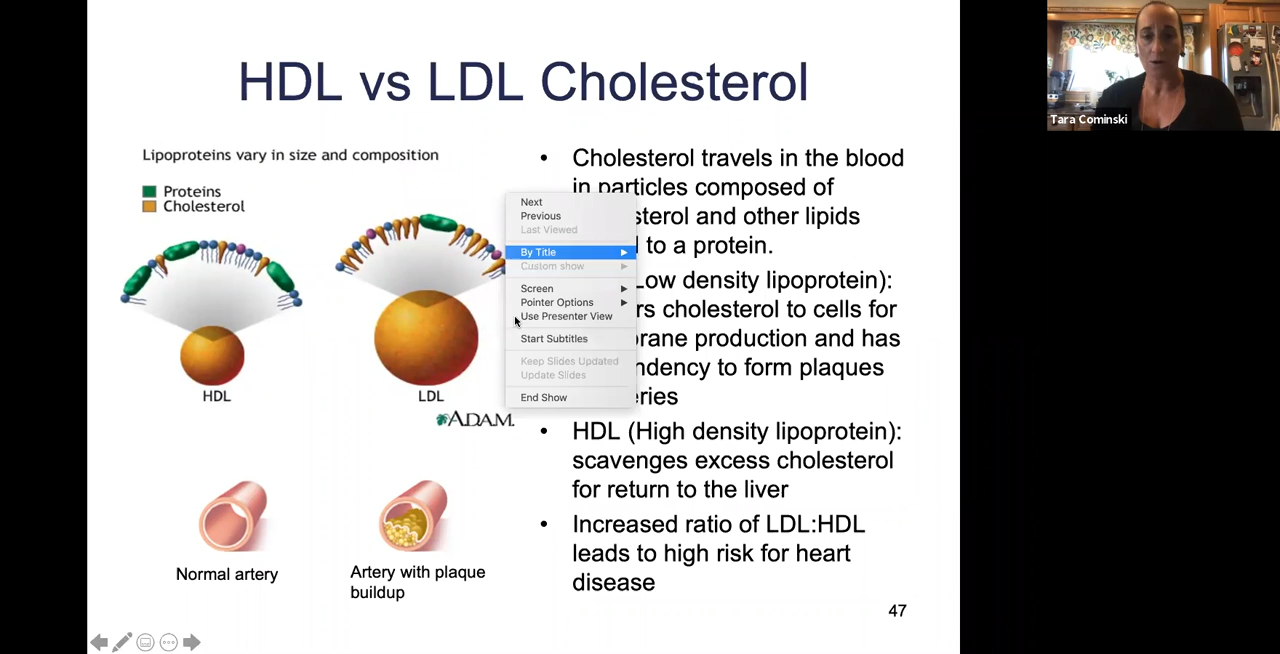 HDL vs LDL Cholesterol
Tara Cominski
Lipoproteins vary in size and composition
Proteins
Cholesterol
HDL
LDL
ADAM.
Normal artery
Artery with plaque
buildup
• Cholesterol travels in the blood
in particles composed of
sterol and other lipids
to a protein.
ow density lipoprotein):
rs cholesterol to cells for
rane production and has
ndency to form plaques
eries
• HDL (High density lipoprotein):
scavenges excess cholesterol
for return to the liver
• Increased ratio of LDL:HDL
leads to high risk for heart
disease
Next
Previous
Last Viewed
By Title
Custom show
Screen
Pointer Options
Use Presenter View
Start Subtitles
Keep Slides Updated
Update Slides
End Show
47